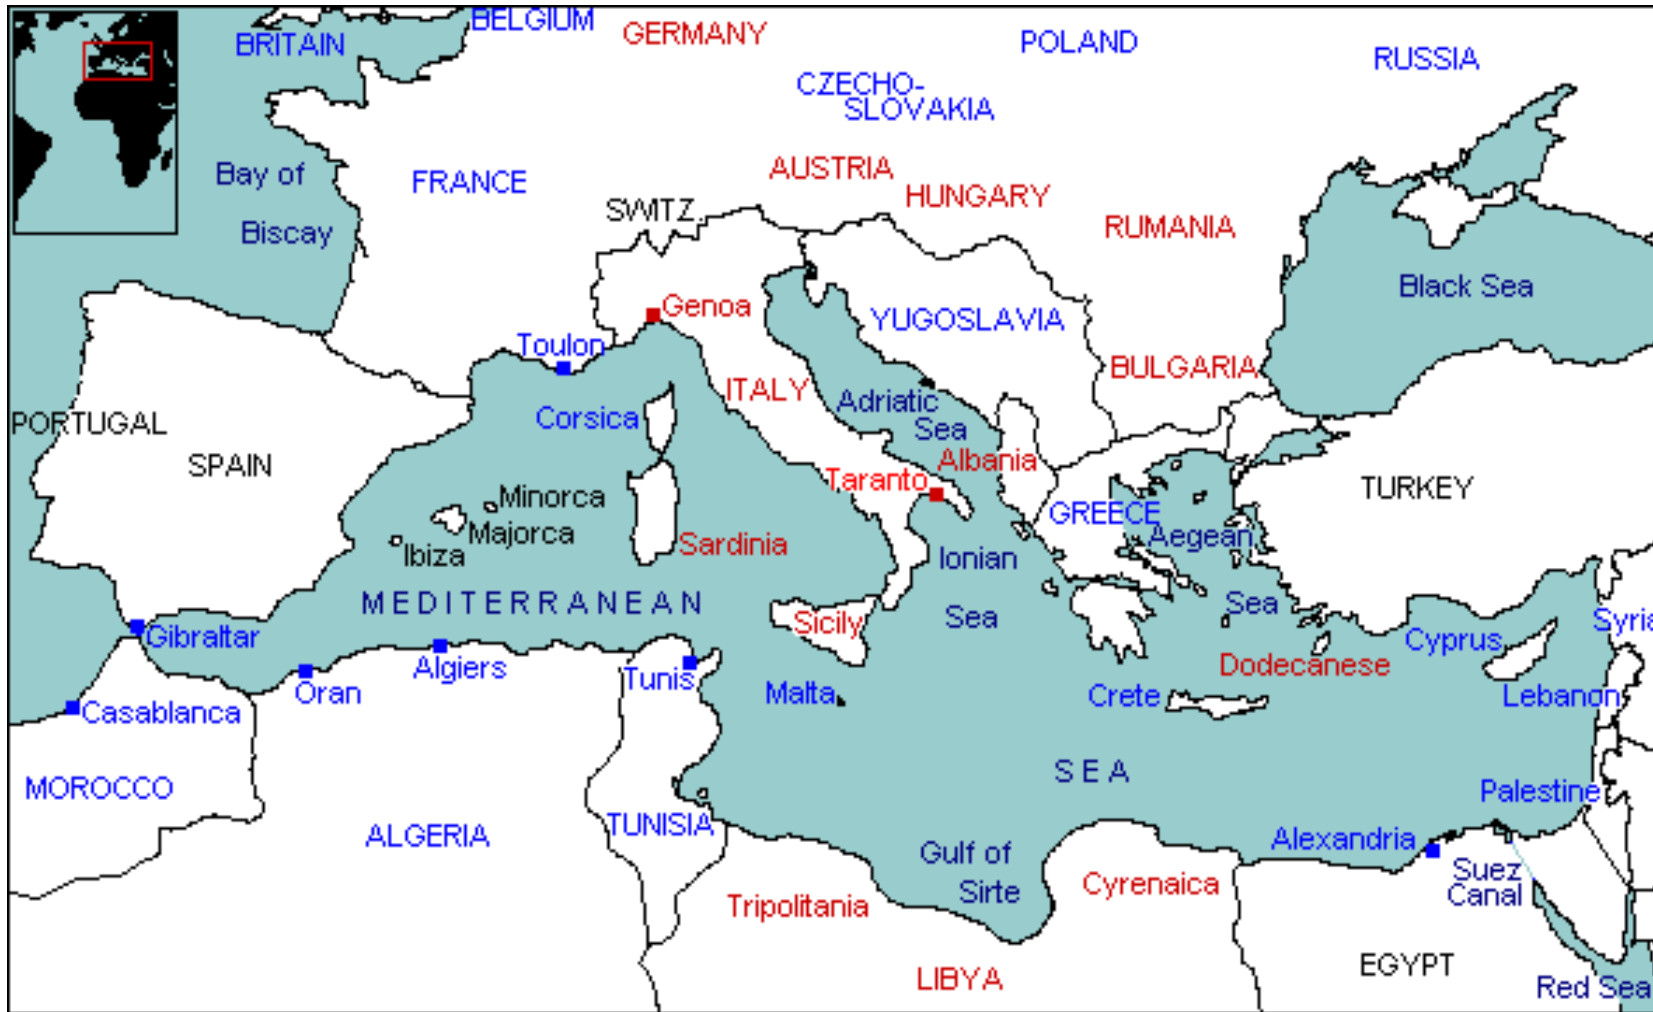 BELGIUM
BRITAIN
GERMANY
POLAND
RUSSIA
CZECHO-
SLOVAKIA
Bay of
Biscay
FRANCE
AUSTRIA
HUNGARY
SWITZ.
RUMANIA
Black Sea
Genoa
YUGOSLAVIA
Toulon
BULGARIA
ITALY
Adriatic
Sea
Corsica
PORTUGAL
SPAIN
Albania
Taranto
TURKEY
Minorca
Majorca
Ibiza
GREECE
Aegean
Sea
Sardinia
Ionian
Sea
MEDITERRANEAN
Sicily
Gibraltar
Syria
Cyprus
Dodecanese
Algiers
Oran
Tunis
Malta
Crete
Lebanon
Casablanca
SEA
MOROCCO
Palestine
ALGERIA
TUNISIA
Alexandria
Gulf of
Sirte
Suez
Canal
Cyrenaica
Tripolitania
LIBYA
EGYPT
Red Sea